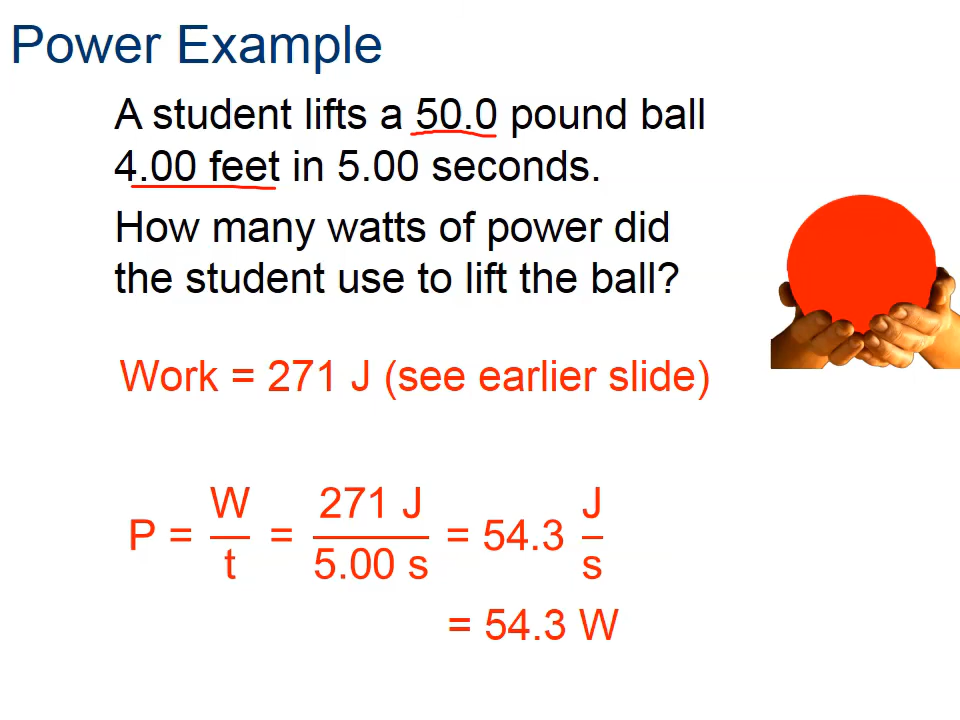 Power Example
A student lifts a 50.0 pound ball
4.00 feet in 5.00 seconds.
How many watts of power did
the student use to lift the ball?
Work = 271 J (see earlier slide)
P = W/t = 271 J/5.00 s = 54.3 J/s
= 54.3 W